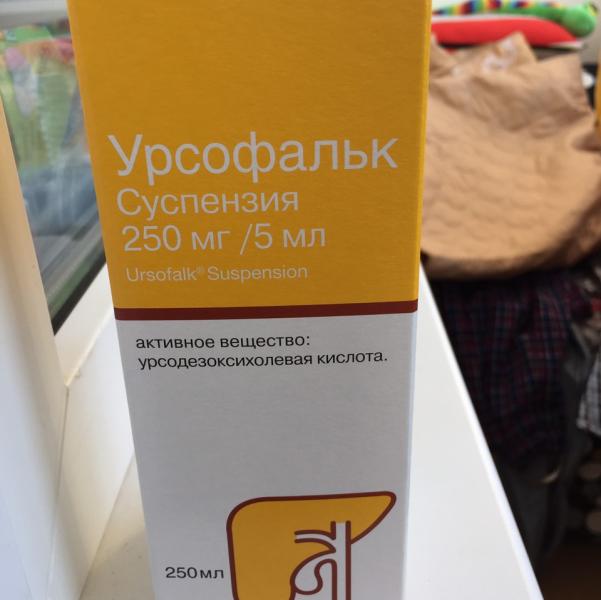 Урсофальк
Суспензия
250 мг /5 мл
Ursofalk® Suspension
активное вещество:
урсодезоксихолевая кислота.
250мл